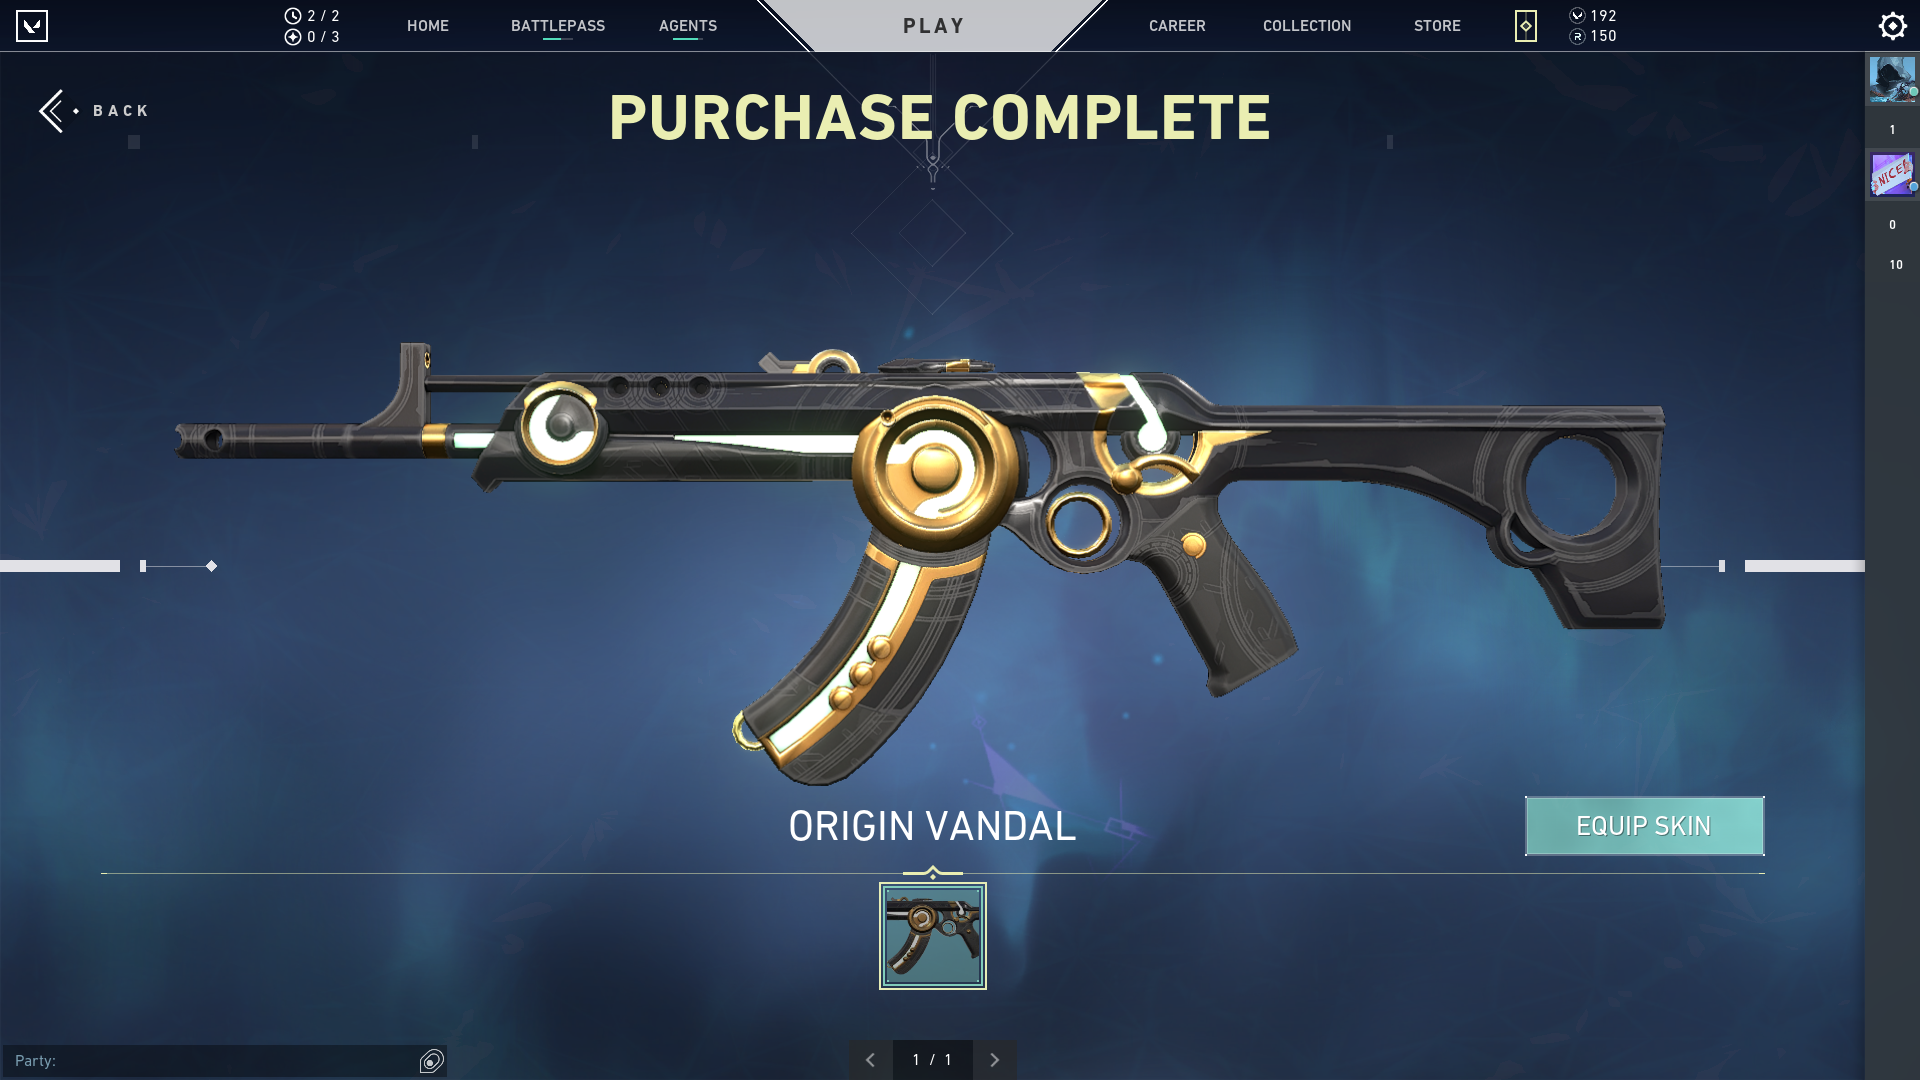 2 / 2
0 / 3
HOME
BATTLEPASS
AGENTS
PLAY
CAREER
COLLECTION
STORE
192
R 150
BACK
PURCHASE COMPLETE
1
NICE!
0
10
ORIGIN VANDAL
EQUIP SKIN
Party:
1 / 1